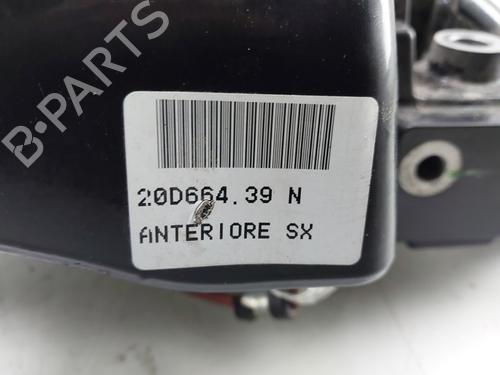 B-PARTS
20D664.39 N
ANTERIORE SX